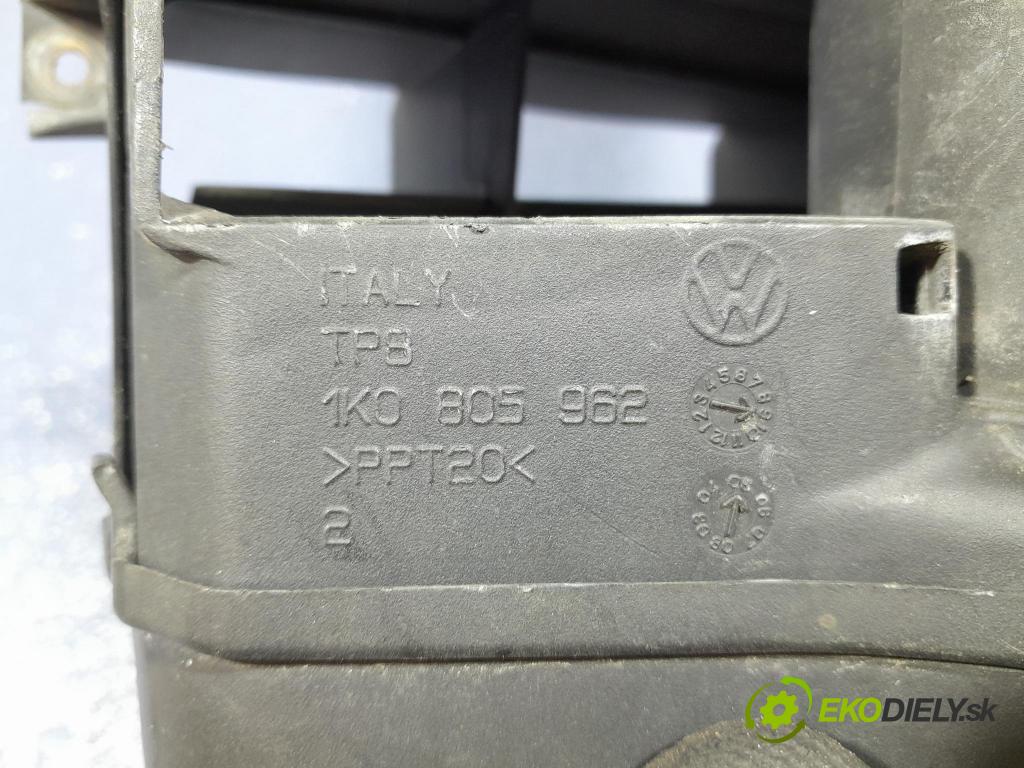 ITALY
TP8
1K0 805 962
>PPT20<
2
EKODIELY.sk